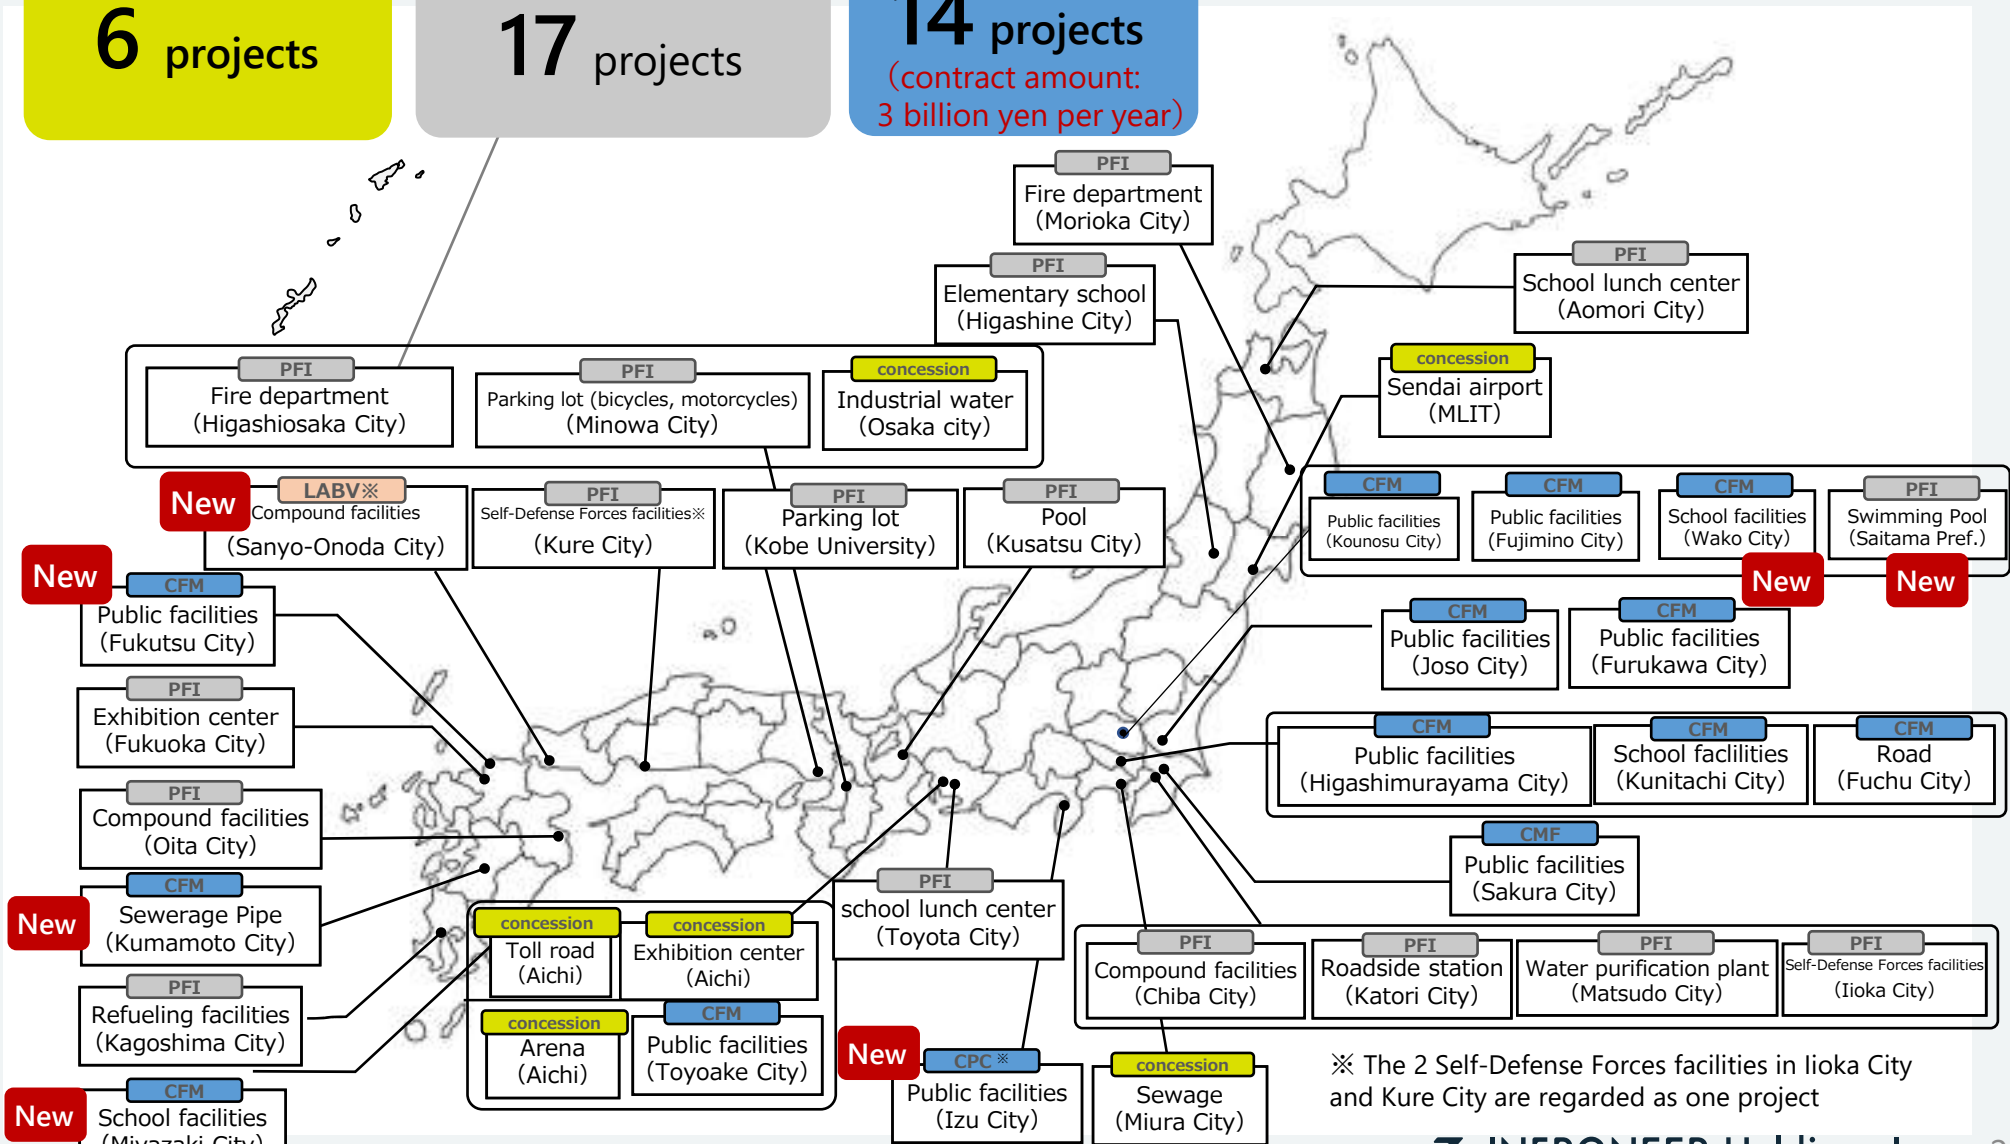 6 projects
17 projects
14 projects
(contract amount:
3 billion yen per year)
PFI
Fire department
(Morioka City)
PFI
Elementary school
(Higashine City)
PFI
School lunch center
(Aomori City)
concession
Sendai airport
(MLIT)
PFI
Fire department
(Higashiosaka City)
PFI
Parking lot (bicycles, motorcycles)
(Minowa City)
concession
Industrial water
(Osaka city)
New
LABV※
Compound facilities
(Sanyo-Onoda City)
PFI
Self-Defense Forces facilities※
(Kure City)
PFI
Parking lot
(Kobe University)
PFI
Pool
(Kusatsu City)
CFM
Public facilities
(Kounosu City)
CFM
Public facilities
(Fujimino City)
CFM
School facilities
(Wako City)
New
PFI
Swimming Pool
(Saitama Pref.)
New
New
CFM
Public facilities
(Fukutsu City)
CFM
Public facilities
(Joso City)
CFM
Public facilities
(Furukawa City)
PFI
Exhibition center
(Fukuoka City)
CFM
Public facilities
(Higashimurayama City)
CFM
School faclilities
(Kunitachi City)
CFM
Road
(Fuchu City)
PFI
Compound facilities
(Oita City)
CMF
Public facilities
(Sakura City)
New
CFM
Sewerage Pipe
(Kumamoto City)
concession
Toll road
(Aichi)
concession
Exhibition center
(Aichi)
PFI
school lunch center
(Toyota City)
PFI
Compound facilities
(Chiba City)
PFI
Roadside station
(Katori City)
PFI
Water purification plant
(Matsudo City)
PFI
Self-Defense Forces facilities
(Iioka City)
PFI
Refueling facilities
(Kagoshima City)
concession
Arena
(Aichi)
CFM
Public facilities
(Toyoake City)
New
CPC※
Public facilities
(Izu City)
concession
Sewage
(Miura City)
※ The 2 Self-Defense Forces facilities in Iioka City
and Kure City are regarded as one project
New
CFM
School facilities
(Miyazaki City)